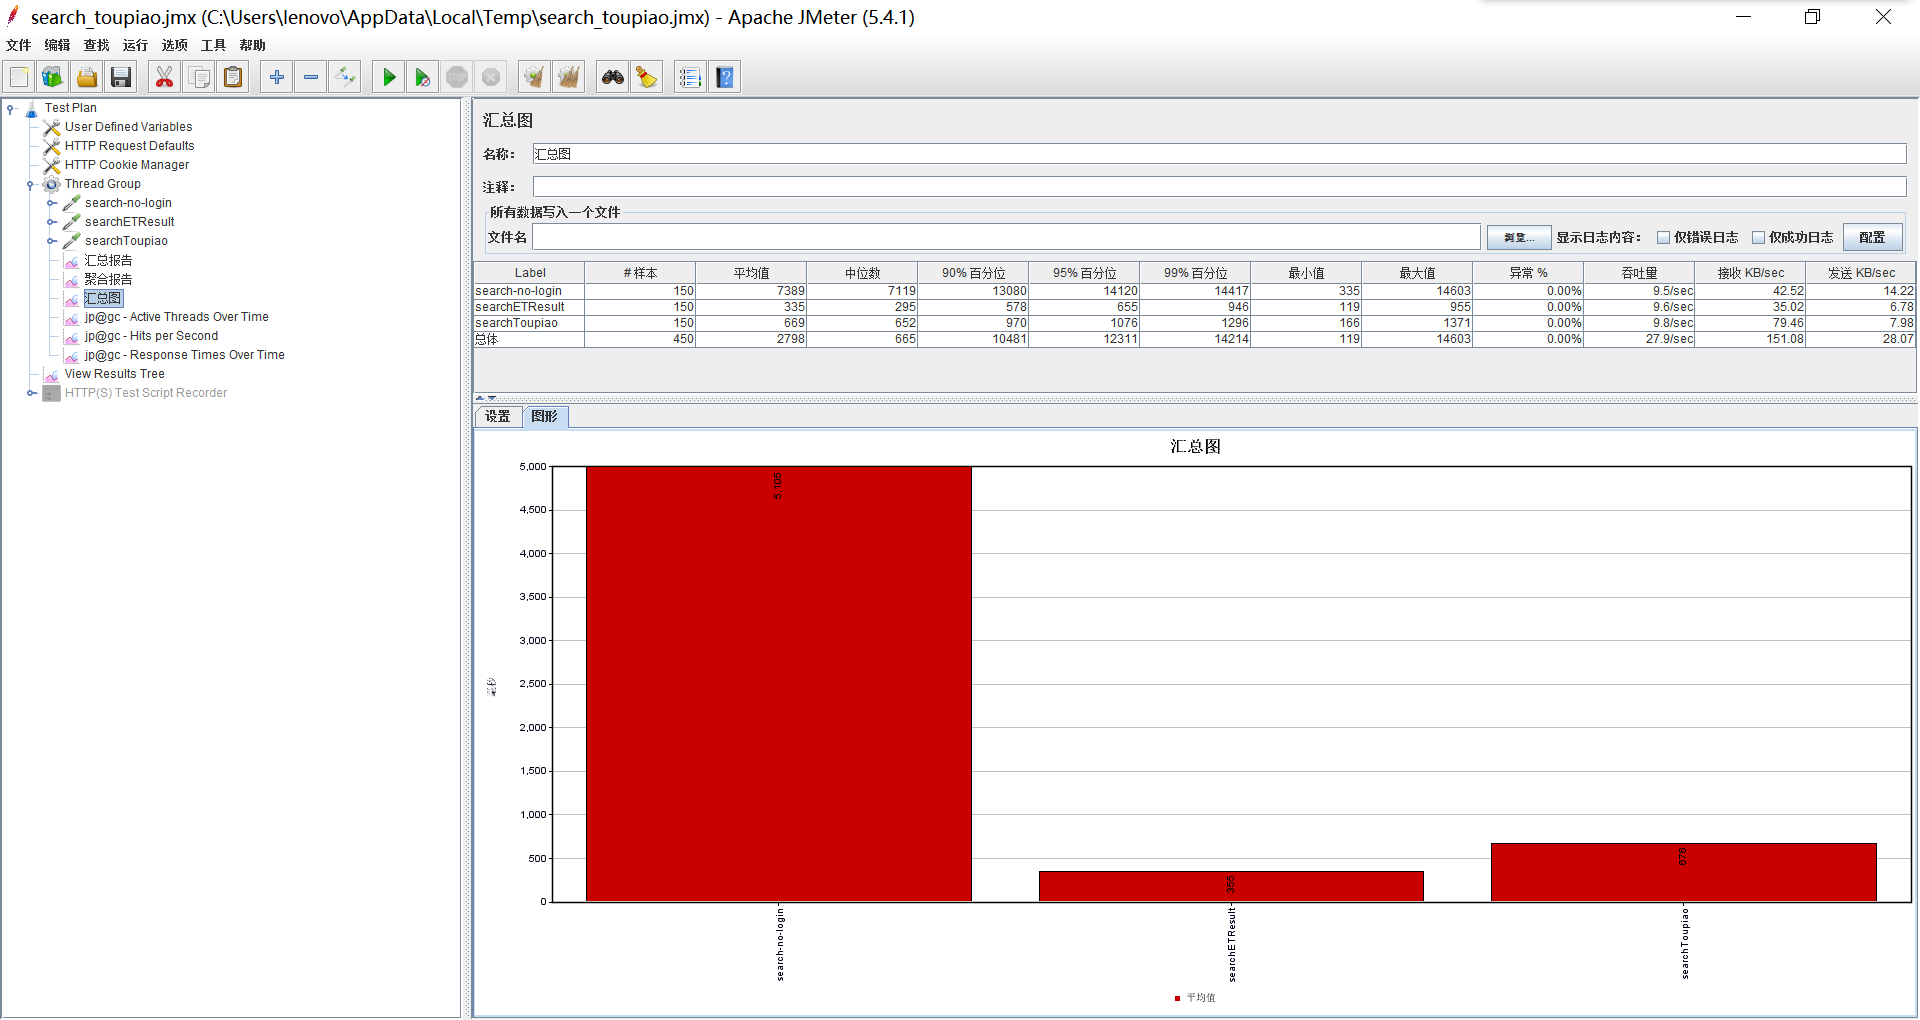 search_toupiao.jmx (C:\Users\lenovo\AppData\Local\Temp\search_toupiao.jmx) - Apache JMeter (5.4.1)
文件 编辑 查找 运行 选项 工具 帮助
STOP
Test Plan
User Defined Variables
HTTP Request Defaults
HTTP Cookie Manager
Thread Group
search-no-login
searchETResult
searchToupiao
汇总报告
聚合报告
汇总图
jp@gc - Active Threads Over Time
jp@gc - Hits per Second
jp@gc - Response Times Over Time
View Results Tree
HTTP(S) Test Script Recorder
汇总图
名称： 汇总图
注释：
所有数据写入一个文件
文件名 浏览... 显示日志内容： 仅错误日志 仅成功日志 配置
Label # 样本 平均值 中位数 90% 百分位 95% 百分位 99% 百分位 最小值 最大值 异常 % 吞吐量 接收 KB/sec 发送 KB/sec
search-no-login 150 7389 7119 13080 14120 14417 335 14603 0.00% 9.5/sec 42.52 14.22
searchETResult 150 335 295 578 655 946 119 955 0.00% 9.6/sec 35.02 6.78
searchToupiao 150 669 652 970 1076 1296 166 1371 0.00% 9.8/sec 79.46 7.98
总体 450 2798 665 10481 12311 14214 119 14603 0.00% 27.9/sec 151.08 28.07
设置 图形
汇总图
5,000
4,500
4,000
3,500
3,000
2,500
2,000
1,500
1,000
500
0
毫秒
5,105
355
678
search-no-login
searchETResult
searchToupiao
平均值